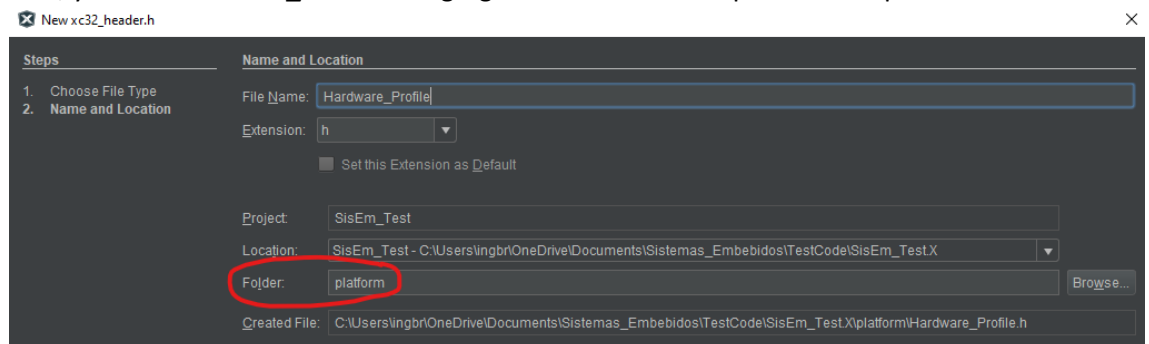 New xc32_header.h
Steps
1. Choose File Type
2. Name and Location
Name and Location
File Name: Hardware_Profile
Extension: h
Set this Extension as Default
Project: SisEm_Test
Location: SisEm_Test - C:\Users\ingbr\OneDrive\Documents\Sistemas_Embebidos\TestCode\SisEm_Test.X
Folder: platform
Browse...
Created File: C:\Users\ingbr\OneDrive\Documents\Sistemas_Embebidos\TestCode\SisEm_Test.X\platform\Hardware_Profile.h